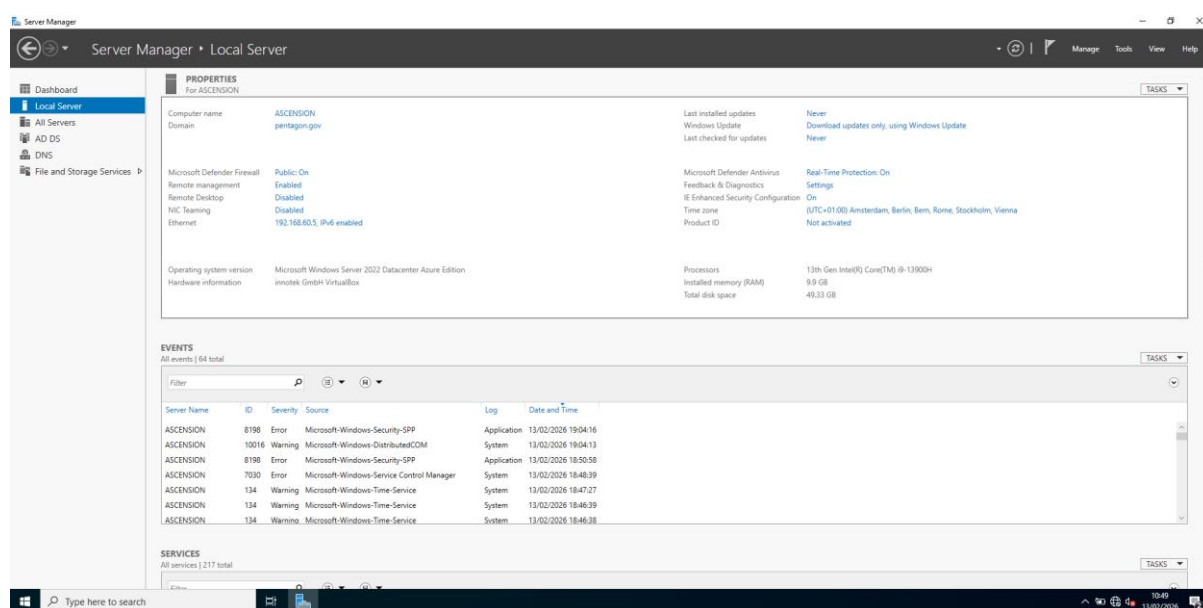 Server Manager
Server Manager • Local Server
Manage Tools View Help
Dashboard
Local Server
All Servers
AD DS
DNS
File and Storage Services
PROPERTIES
For ASCENSION
TASKS
Computer name ASCENSION
Domain pentagon.gov
Last installed updates Never
Windows Update Download updates only, using Windows Update
Last checked for updates Never
Microsoft Defender Firewall Public: On
Remote management Enabled
Remote Desktop Disabled
NIC Teaming Disabled
Ethernet 192.168.60.5, IPv6 enabled
Microsoft Defender Antivirus Real-Time Protection: On
Feedback & Diagnostics Settings
IE Enhanced Security Configuration On
Time zone (UTC+01:00) Amsterdam, Berlin, Bern, Rome, Stockholm, Vienna
Product ID Not activated
Operating system version Microsoft Windows Server 2022 Datacenter Azure Edition
Hardware information innotek GmbH VirtualBox
Processors 13th Gen Intel(R) Core(TM) i9-13900H
Installed memory (RAM) 9.9 GB
Total disk space 49.33 GB
EVENTS
All events | 64 total
TASKS
Filter
Server Name ID Severity Source Log Date and Time
ASCENSION 8198 Error Microsoft-Windows-Security-SPP Application 13/02/2026 19:04:16
ASCENSION 10016 Warning Microsoft-Windows-DistributedCOM System 13/02/2026 19:04:13
ASCENSION 8198 Error Microsoft-Windows-Security-SPP Application 13/02/2026 18:50:58
ASCENSION 7030 Error Microsoft-Windows-Service Control Manager System 13/02/2026 18:48:39
ASCENSION 134 Warning Microsoft-Windows-Time-Service System 13/02/2026 18:47:27
ASCENSION 134 Warning Microsoft-Windows-Time-Service System 13/02/2026 18:46:39
ASCENSION 134 Warning Microsoft-Windows-Time-Service System 13/02/2026 18:46:38
SERVICES
All services | 217 total
TASKS
Filter
Type here to search
10:49
13/02/2026